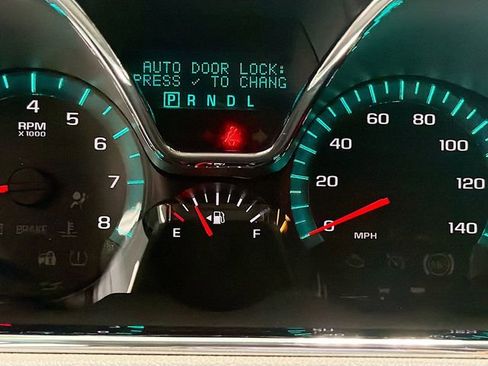 AUTO DOOR LOCK:
PRESS ✓ TO CHANG
P R N D L
4 5
RPM
X 1000
6
7
8
BRAKE
E F
0
20
40
60
80
100
120
140
MPH